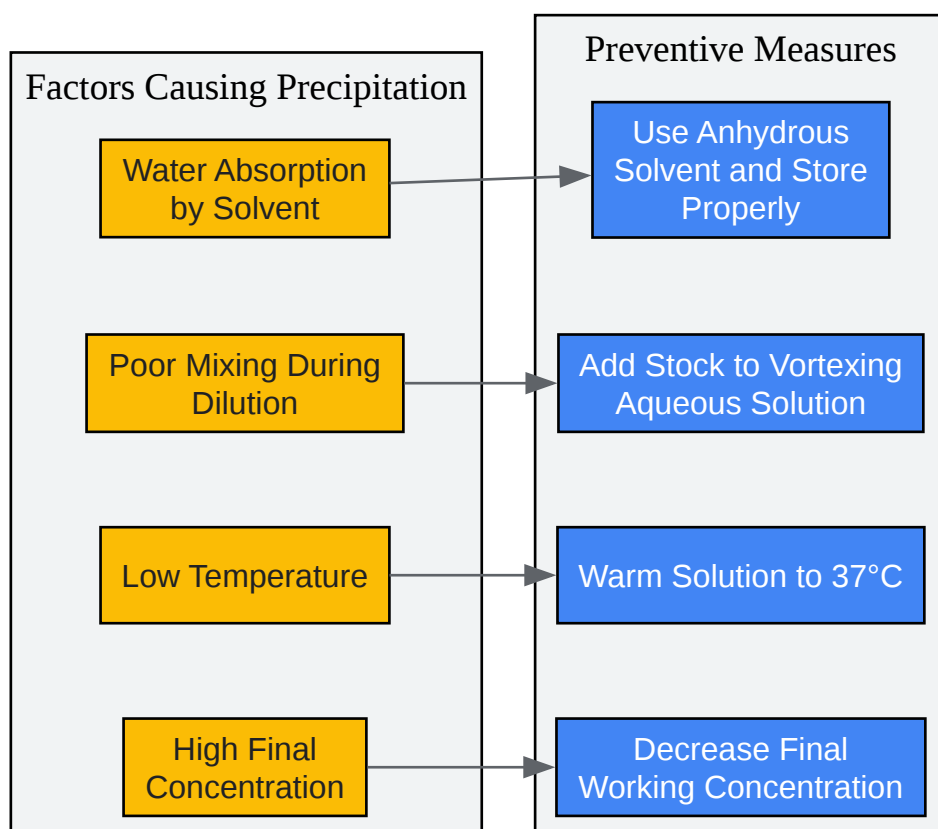 Factors Causing Precipitation
Water Absorption
by Solvent
Poor Mixing During
Dilution
Low Temperature
High Final
Concentration
Preventive Measures
Use Anhydrous
Solvent and Store
Properly
Add Stock to Vortexing
Aqueous Solution
Warm Solution to 37°C
Decrease Final
Working Concentration